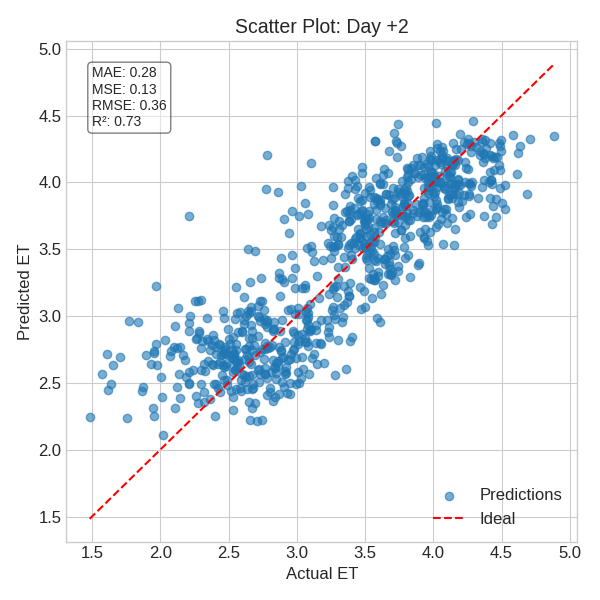 Scatter Plot: Day +2
MAE: 0.28
MSE: 0.13
RMSE: 0.36
R²: 0.73
Predicted ET
5.0
4.5
4.0
3.5
3.0
2.5
2.0
1.5
Predictions
Ideal
1.5 2.0 2.5 3.0 3.5 4.0 4.5 5.0
Actual ET